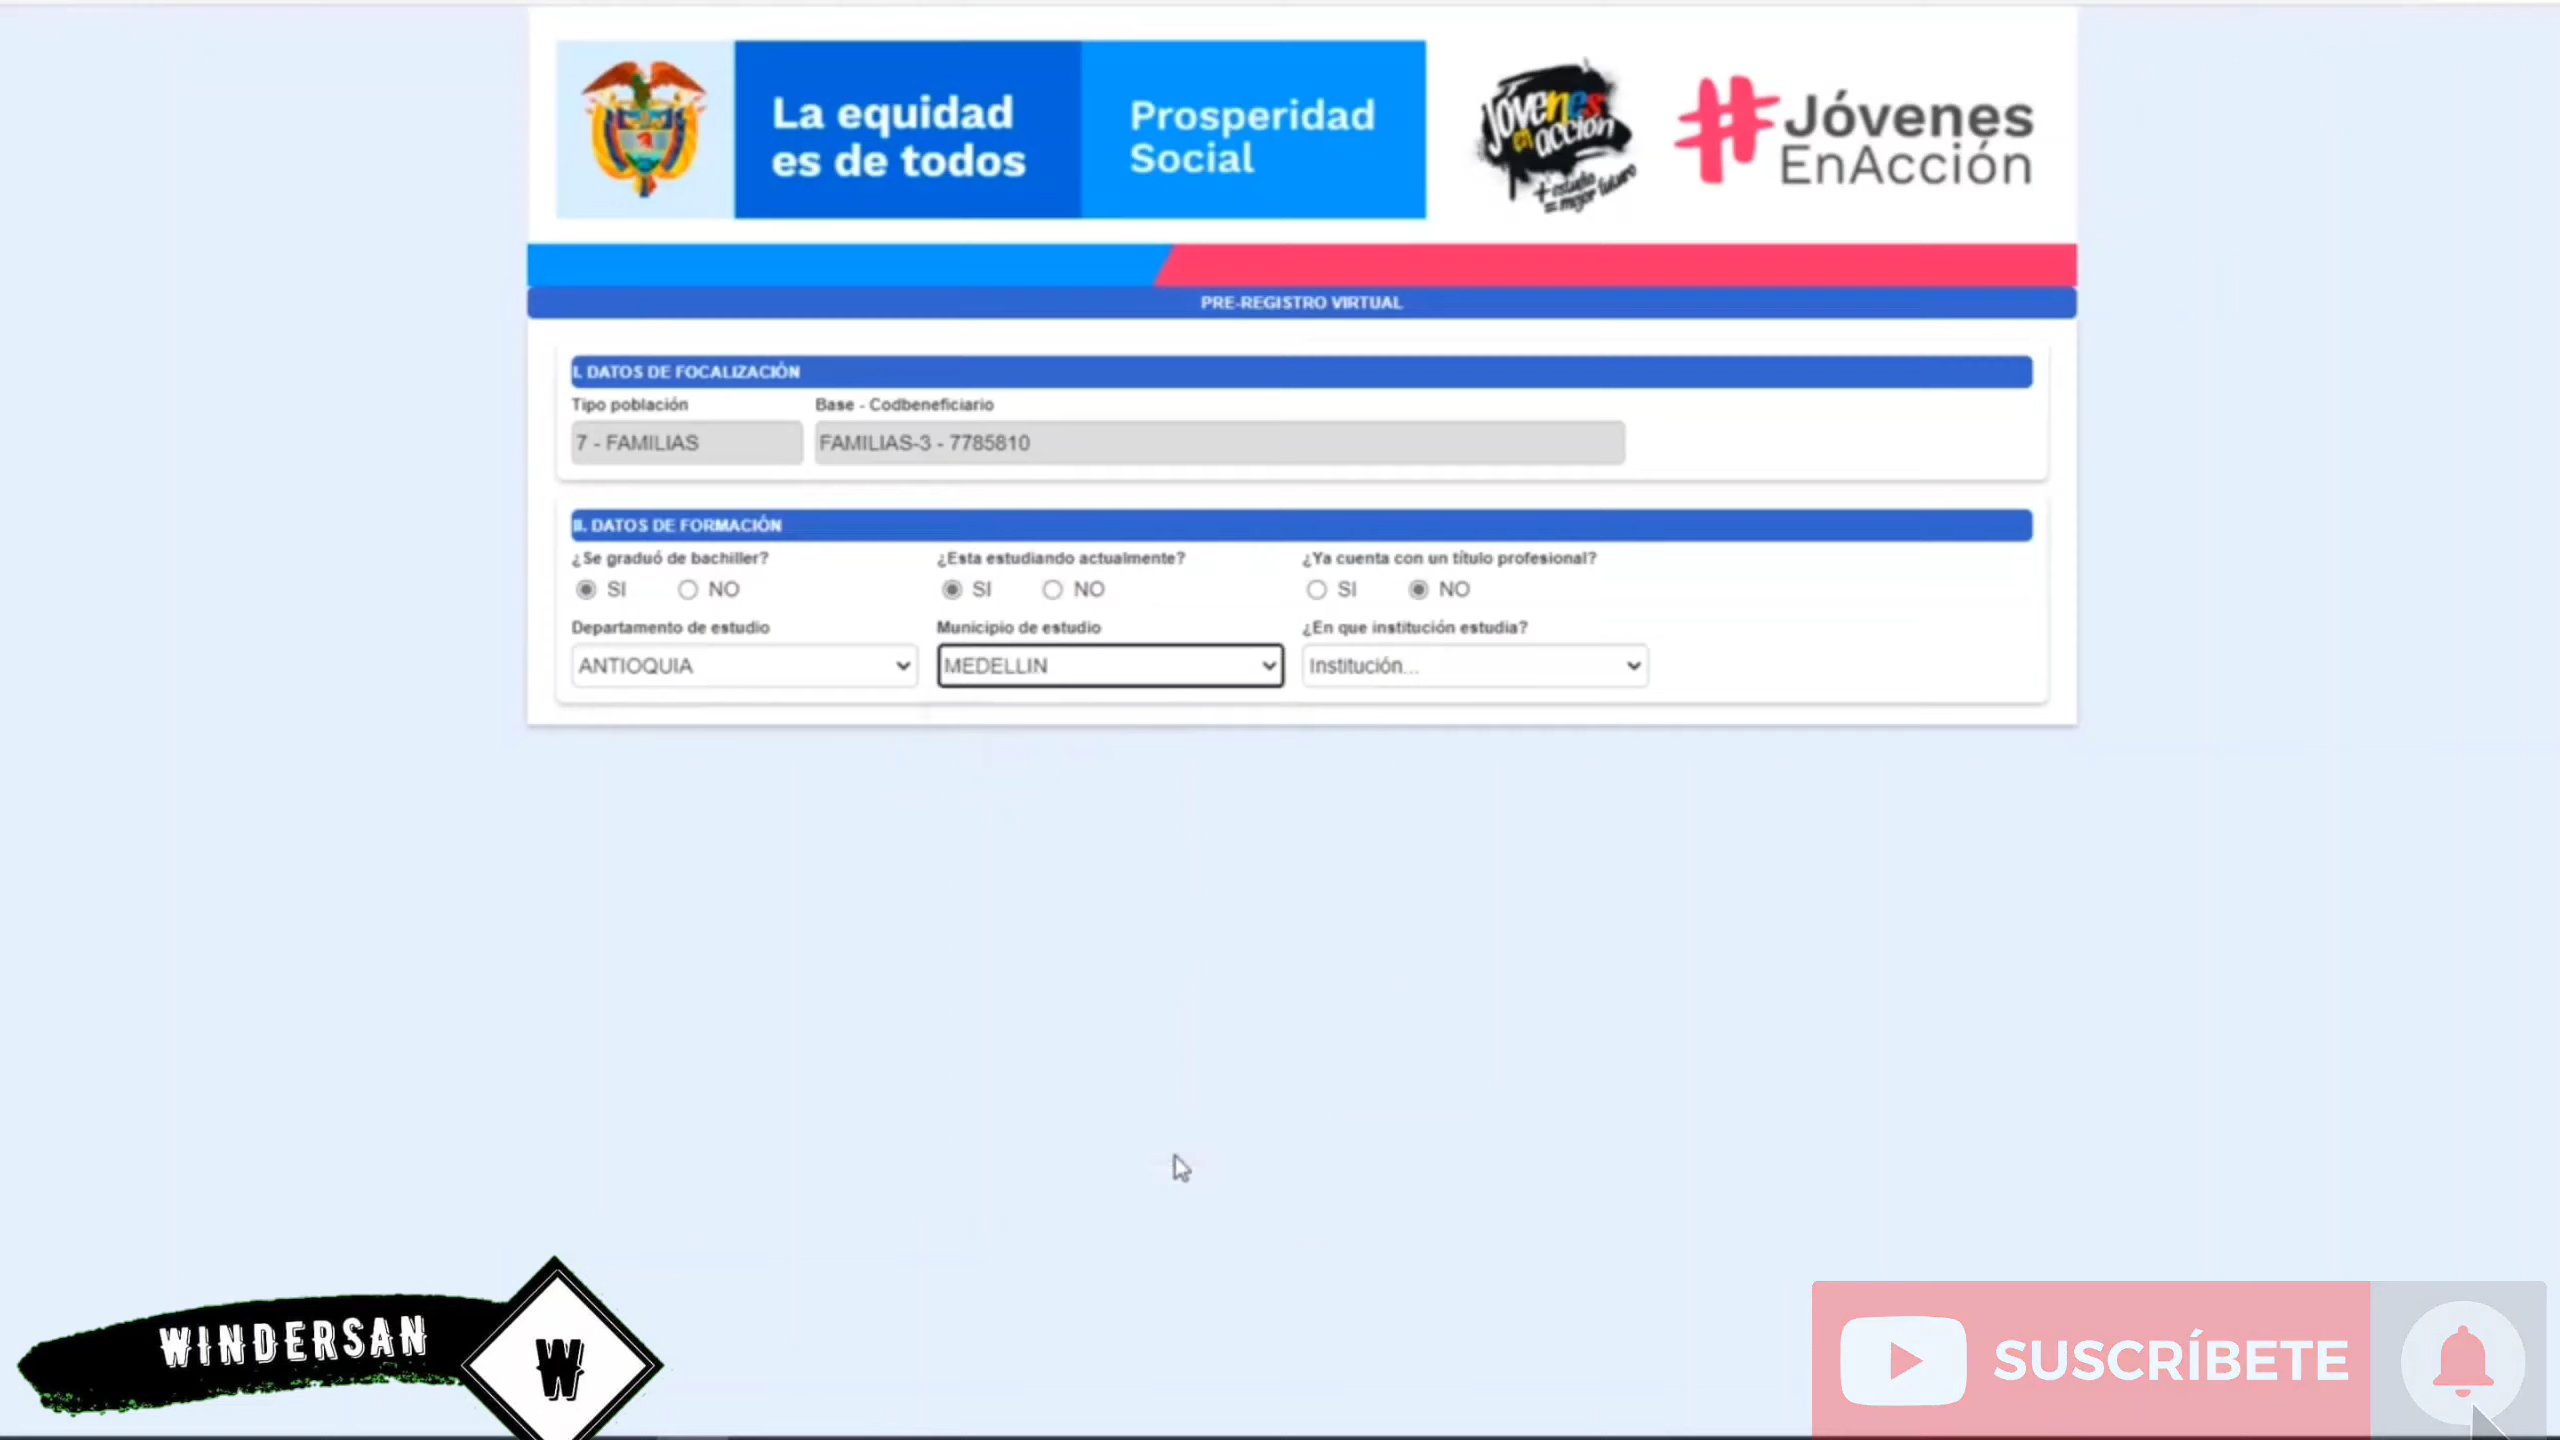 La equidad
es de todos
Prosperidad
Social
Jóvenes
en acción
+ estudio
= mejor futuro
#Jóvenes
EnAcción
PRE-REGISTRO VIRTUAL
I. DATOS DE FOCALIZACIÓN
Tipo población Base - Codbeneficiario
7 - FAMILIAS FAMILIAS-3 - 7785810
II. DATOS DE FORMACIÓN
¿Se graduó de bachiller? ¿Esta estudiando actualmente? ¿Ya cuenta con un título profesional?
SI NO SI NO SI NO
Departamento de estudio Municipio de estudio ¿En que institución estudia?
ANTIOQUIA MEDELLIN Institución...
WINDERSAN
W
SUSCRÍBETE